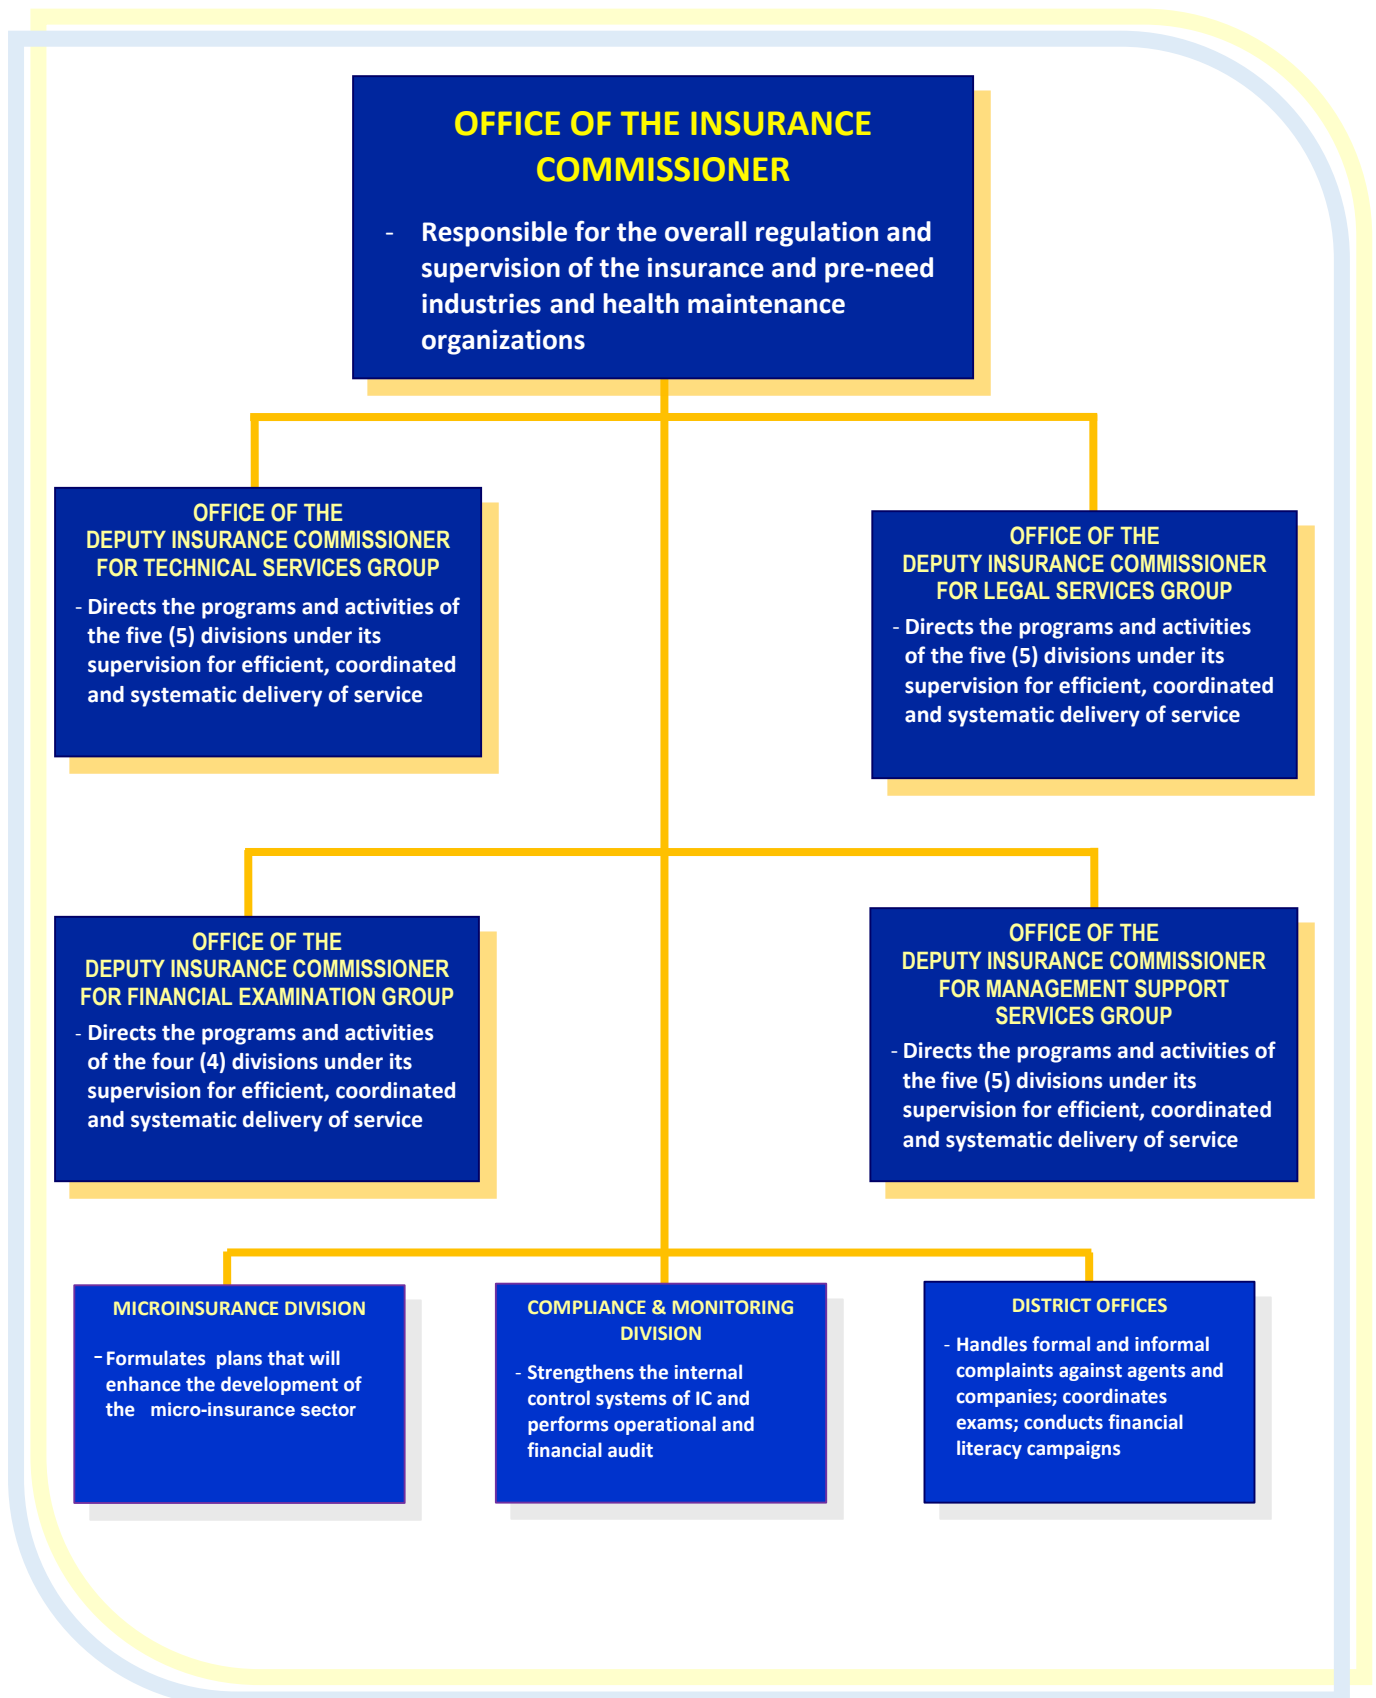 OFFICE OF THE INSURANCE
COMMISSIONER
- Responsible for the overall regulation and
supervision of the insurance and pre-need
industries and health maintenance
organizations
OFFICE OF THE
DEPUTY INSURANCE COMMISSIONER
FOR TECHNICAL SERVICES GROUP
- Directs the programs and activities of
the five (5) divisions under its
supervision for efficient, coordinated
and systematic delivery of service
OFFICE OF THE
DEPUTY INSURANCE COMMISSIONER
FOR LEGAL SERVICES GROUP
- Directs the programs and activities
of the five (5) divisions under its
supervision for efficient, coordinated
and systematic delivery of service
OFFICE OF THE
DEPUTY INSURANCE COMMISSIONER
FOR FINANCIAL EXAMINATION GROUP
- Directs the programs and activities
of the four (4) divisions under its
supervision for efficient, coordinated
and systematic delivery of service
OFFICE OF THE
DEPUTY INSURANCE COMMISSIONER
FOR MANAGEMENT SUPPORT
SERVICES GROUP
- Directs the programs and activities of
the five (5) divisions under its
supervision for efficient, coordinated
and systematic delivery of service
MICROINSURANCE DIVISION
- Formulates plans that will
enhance the development of
the micro-insurance sector
COMPLIANCE & MONITORING
DIVISION
- Strengthens the internal
control systems of IC and
performs operational and
financial audit
DISTRICT OFFICES
- Handles formal and informal
complaints against agents and
companies; coordinates
exams; conducts financial
literacy campaigns